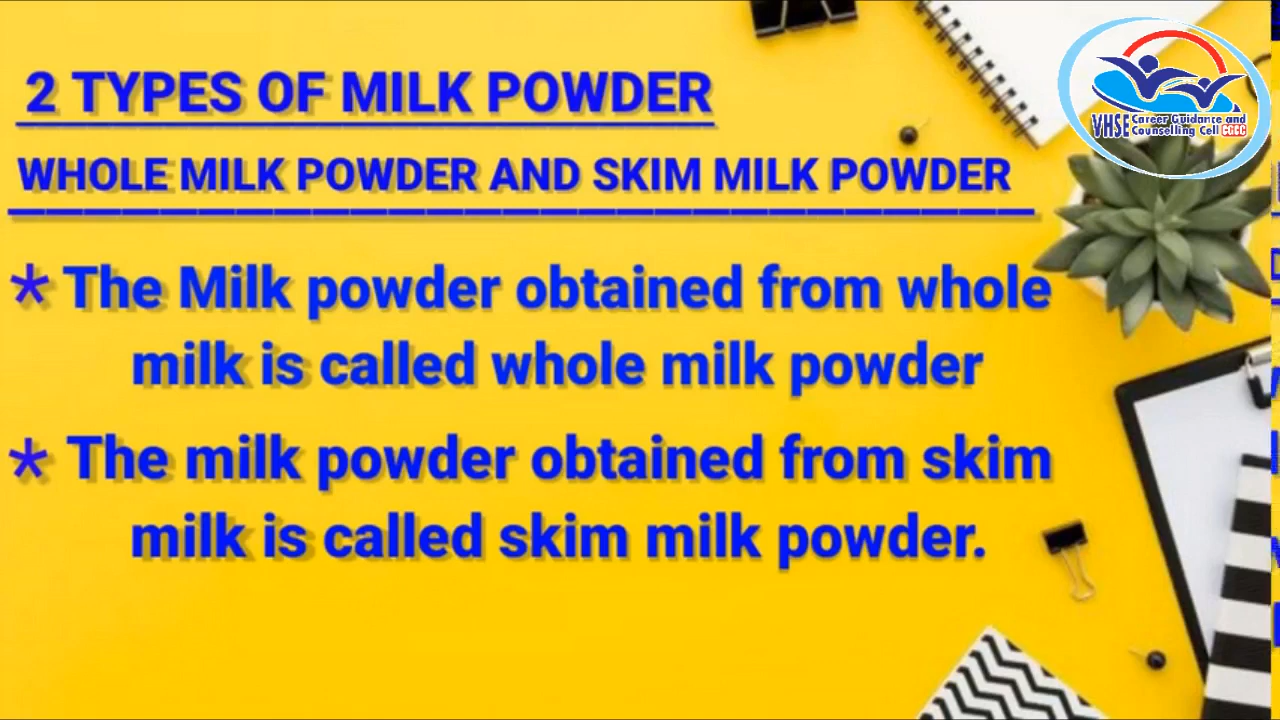 2 TYPES OF MILK POWDER
WHOLE MILK POWDER AND SKIM MILK POWDER
* The Milk powder obtained from whole
milk is called whole milk powder
* The milk powder obtained from skim
milk is called skim milk powder.
VHSE Career Guidance and
Counselling Cell CGCC